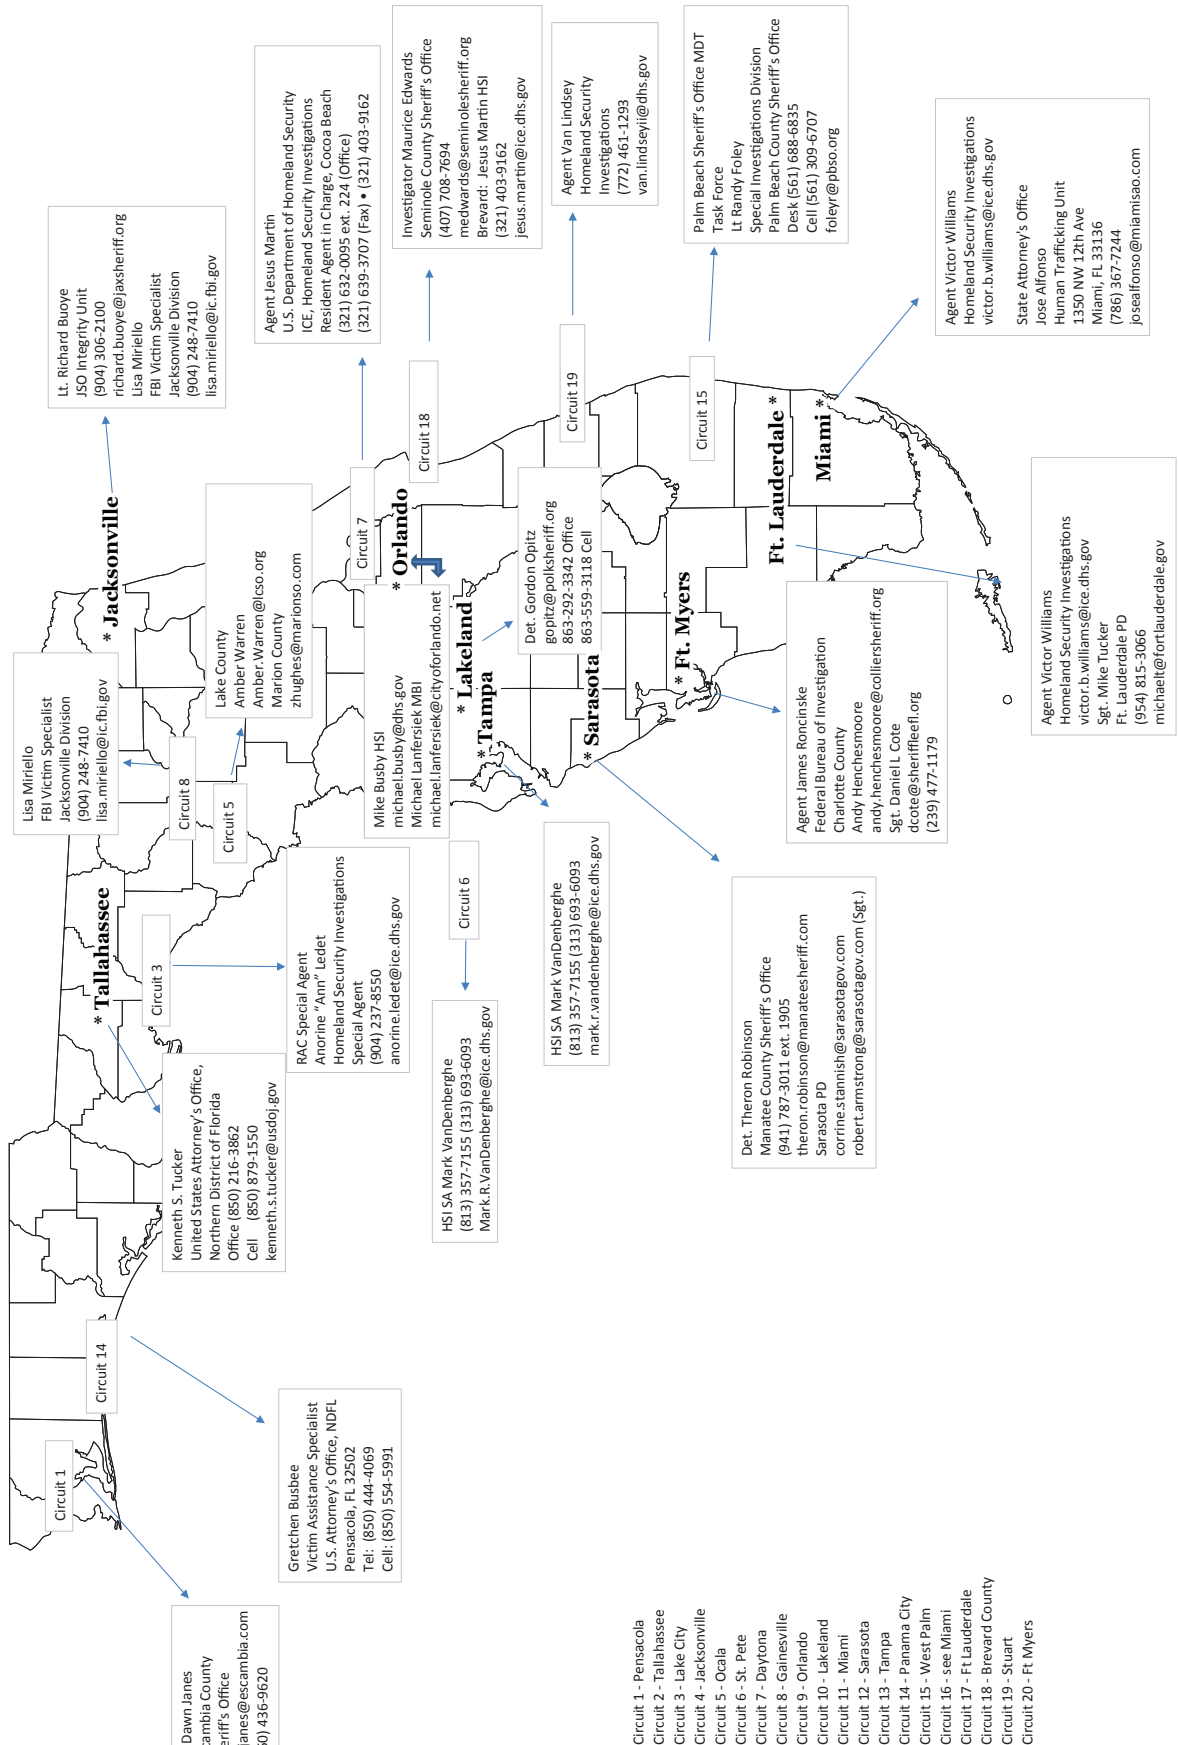 Lt. Richard Buoye
JSO Integrity Unit
(904) 306-2100
richard.buoye@jaxsheriff.org
Lisa Miriello
FBI Victim Specialist
Jacksonville Division
(904) 248-7410
lisa.miriello@ic.fbi.gov
Agent Jesus Martin
U.S. Department of Homeland Security
ICE, Homeland Security Investigations
Resident Agent in Charge, Cocoa Beach
(321) 632-0095 ext. 224 (Office)
(321) 639-3707 (Fax) • (321) 403-9162
Investigator Maurice Edwards
Seminole County Sheriff's Office
(407) 708-7694
medwards@seminolesheriff.org
Brevard: Jesus Martin HSI
(321) 403-9162
jesus.martin@ice.dhs.gov
Agent Van Lindsey
Homeland Security
Investigations
(772) 461-1293
van.lindseyii@dhs.gov
Palm Beach Sheriff's Office MDT
Task Force
Lt Randy Foley
Special Investigations Division
Palm Beach County Sheriff's Office
Desk (561) 688-6835
Cell (561) 309-6707
foleyr@pbso.org
Agent Victor Williams
Homeland Security Investigations
victor.b.williams@ice.dhs.gov
State Attorney's Office
Jose Alfonso
Human Trafficking Unit
1350 NW 12th Ave
Miami, FL 33136
(786) 367-7244
josealfonso@miamisao.com
Lisa Miriello
FBI Victim Specialist
Jacksonville Division
(904) 248-7410
lisa.miriello@ic.fbi.gov
* Jacksonville
Circuit 8
Circuit 5
Lake County
Amber Warren
Amber.Warren@lcso.org
Marion County
zhughes@marionso.com
Circuit 7
* Orlando
Circuit 18
Mike Busby HSI
michael.busby@dhs.gov
Michael Lanfersiek MBI
michael.lanfersiek@cityforlando.net
* Lakeland
* Tampa
Det. Gordon Opitz
gopitz@polksheriff.org
863-292-3342 Office
863-559-3118 Cell
Circuit 19
* Sarasota
* Ft. Myers
Circuit 15
Ft. Lauderdale *
Miami *
Agent James Roncinske
Federal Bureau of Investigation
Charlotte County
Andy Henchesmoore
andy.henchesmoore@colliersheriff.org
Sgt. Daniel L Cote
dcote@sheriffleefl.org
(239) 477-1179
Agent Victor Williams
Homeland Security Investigations
victor.b.williams@ice.dhs.gov
Sgt. Mike Tucker
Ft. Lauderdale PD
(954) 815-3066
michaelt@fortlauderdale.gov
* Tallahassee
Circuit 3
Kenneth S. Tucker
United States Attorney's Office,
Northern District of Florida
Office (850) 216-3862
Cell (850) 879-1550
kenneth.s.tucker@usdoj.gov
RAC Special Agent
Anorine “Ann” Ledet
Homeland Security Investigations
Special Agent
(904) 237-8550
anorine.ledet@ice.dhs.gov
Circuit 6
HSI SA Mark VanDenberghe
(813) 357-7155 (313) 693-6093
Mark.R.VanDenberghe@ice.dhs.gov
HSI SA Mark VanDenberghe
(813) 357-7155 (313) 693-6093
mark.r.vandenberghe@ice.dhs.gov
Det. Theron Robinson
Manatee County Sheriff's Office
(941) 787-3011 ext. 1905
theron.robinson@manateesheriff.com
Sarasota PD
corrine.stannish@sarasotagov.com
robert.armstrong@sarasotagov.com (Sgt.)
Circuit 14
Circuit 1
Gretchen Busbee
Victim Assistance Specialist
U.S. Attorney's Office, NDFL
Pensacola, FL 32502
Tel: (850) 444-4069
Cell: (850) 554-5991
Dawn Janes
cambia County
eriff's Office
janes@escambia.com
50) 436-9620
Circuit 1 - Pensacola
Circuit 2 - Tallahassee
Circuit 3 - Lake City
Circuit 4 - Jacksonville
Circuit 5 - Ocala
Circuit 6 - St. Pete
Circuit 7 - Daytona
Circuit 8 - Gainesville
Circuit 9 - Orlando
Circuit 10 - Lakeland
Circuit 11 - Miami
Circuit 12 - Sarasota
Circuit 13 - Tampa
Circuit 14 - Panama City
Circuit 15 - West Palm
Circuit 16 - see Miami
Circuit 17 - Ft Lauderdale
Circuit 18 - Brevard County
Circuit 19 - Stuart
Circuit 20 - Ft Myers